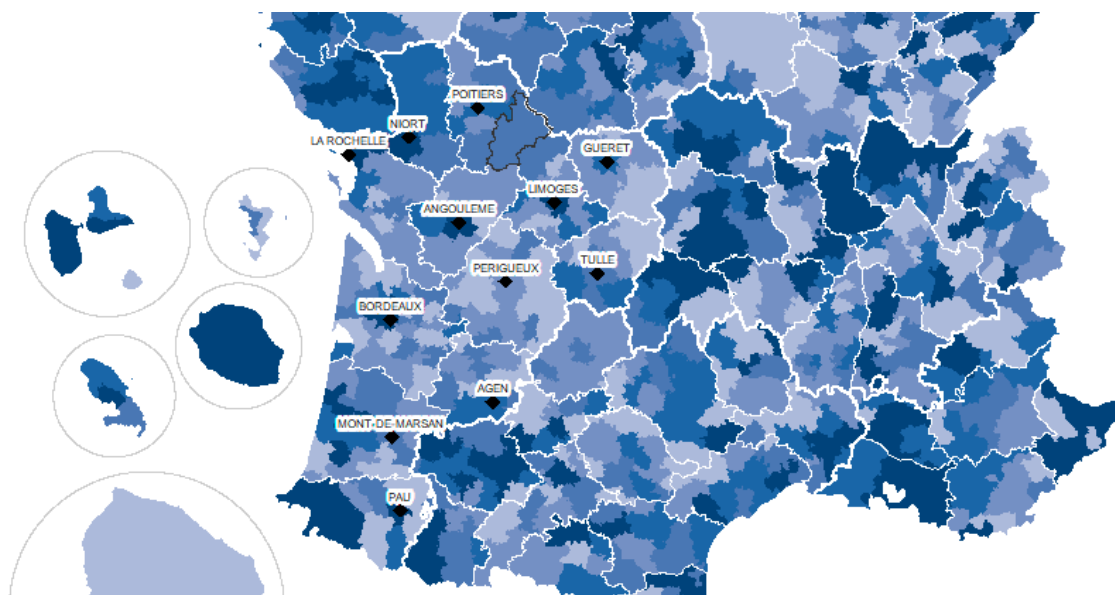 POITIERS
NIORT
LA ROCHELLE
GUERET
LIMOGES
ANGOULEME
TULLE
PERIGUEUX
BORDEAUX
AGEN
MONT-DE-MARSAN
PAU